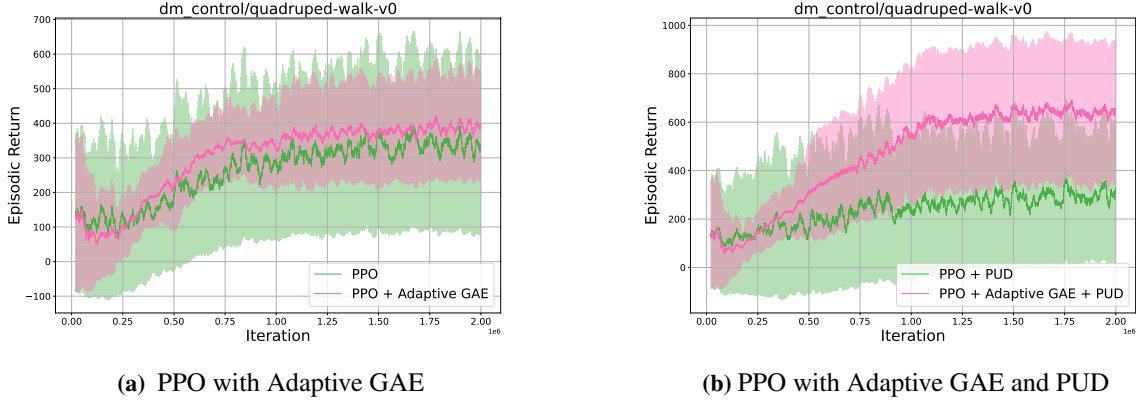 dm_control/quadruped-walk-v0
700
600
500
400
300
200
100
0
−100
Episodic Return
PPO
PPO + Adaptive GAE
0.00 0.25 0.50 0.75 1.00 1.25 1.50 1.75 2.00
1e6
Iteration
(a) PPO with Adaptive GAE
dm_control/quadruped-walk-v0
1000
800
600
400
200
0
Episodic Return
PPO + PUD
PPO + Adaptive GAE + PUD
0.00 0.25 0.50 0.75 1.00 1.25 1.50 1.75 2.00
1e6
Iteration
(b) PPO with Adaptive GAE and PUD